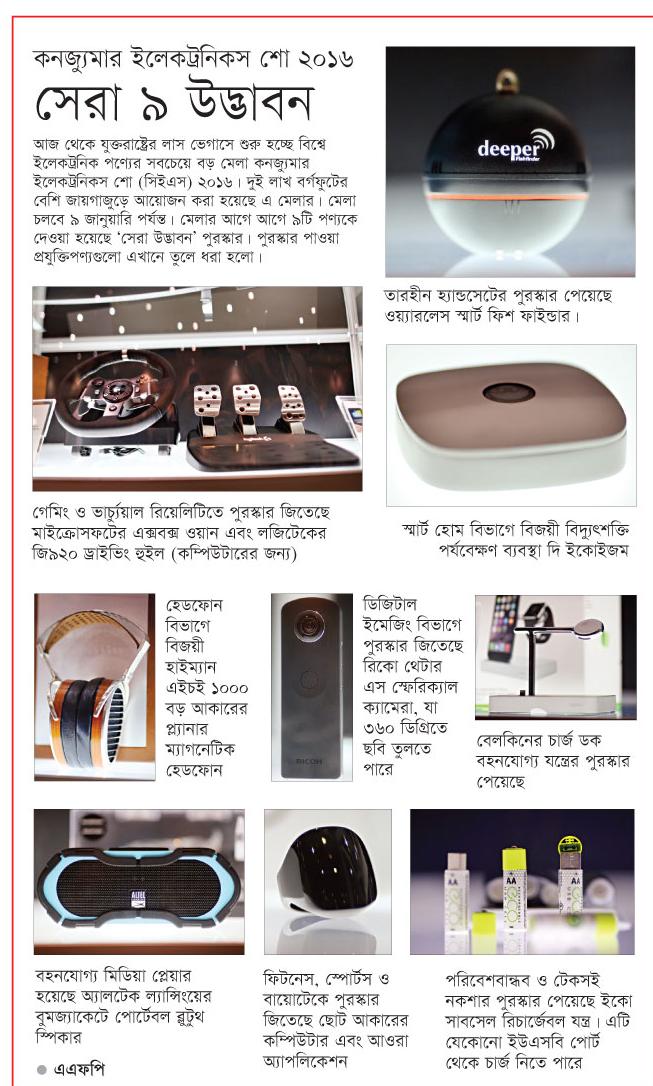 কনজ্যুমার ইলেকট্রনিকস শো ২০১৬
সেরা ৯ উদ্ভাবন
আজ থেকে যুক্তরাষ্ট্রের লাস ভেগাসে শুরু হচ্ছে বিশ্বে
ইলেকট্রনিক পণ্যের সবচেয়ে বড় মেলা কনজ্যুমার
ইলেকট্রনিকস শো (সিইএস) ২০১৬। দুই লাখ বর্গফুটের
বেশি জায়গাজুড়ে আয়োজন করা হয়েছে এ মেলার। মেলা
চলবে ৯ জানুয়ারি পর্যন্ত। মেলার আগে আগে ৯টি পণ্যকে
দেওয়া হয়েছে ‘সেরা উদ্ভাবন’ পুরস্কার। পুরস্কার পাওয়া
প্রযুক্তিপণ্যগুলো এখানে তুলে ধরা হলো।
deeper
Fishfinder
তারহীন হ্যান্ডসেটের পুরস্কার পেয়েছে
ওয়্যারলেস স্মার্ট ফিশ ফাইন্ডার।
গেমিং ও ভার্চ্যুয়াল রিয়েলিটিতে পুরস্কার জিতেছে
মাইক্রোসফটের এক্সবক্স ওয়ান এবং লজিটেকের
জি৯২০ ড্রাইভিং হুইল (কম্পিউটারের জন্য)
স্মার্ট হোম বিভাগে বিজয়ী বিদ্যুৎশক্তি
পর্যবেক্ষণ ব্যবস্থা দি ইকোইজম
হেডফোন
বিভাগে
বিজয়ী
হাইম্যান
এইচই ১০০০
বড় আকারের
প্ল্যানার
ম্যাগনেটিক
হেডফোন
RICOH
ডিজিটাল
ইমেজিং বিভাগে
পুরস্কার জিতেছে
রিকো থেটার
এস স্ফেরিক্যাল
ক্যামেরা, যা
৩৬০ ডিগ্রিতে
ছবি তুলতে
পারে
বেলকিনের চার্জ ডক
বহনযোগ্য যন্ত্রের পুরস্কার
পেয়েছে
ALTEC
বহনযোগ্য মিডিয়া প্লেয়ার
হয়েছে অ্যালটেক ল্যান্সিংয়ের
বুমজ্যাকেটে পোর্টেবল ব্লুটুথ
স্পিকার
ফিটনেস, স্পোর্টস ও
বায়োটেকে পুরস্কার
জিতেছে ছোট আকারের
কম্পিউটার এবং আওরা
অ্যাপলিকেশন
AA
AA
AA
ECO
পরিবেশবান্ধব ও টেকসই
নকশার পুরস্কার পেয়েছে ইকো
সাবসেল রিচার্জেবল যন্ত্র। এটি
যেকোনো ইউএসবি পোর্ট
থেকে চার্জ নিতে পারে
● এএফপি